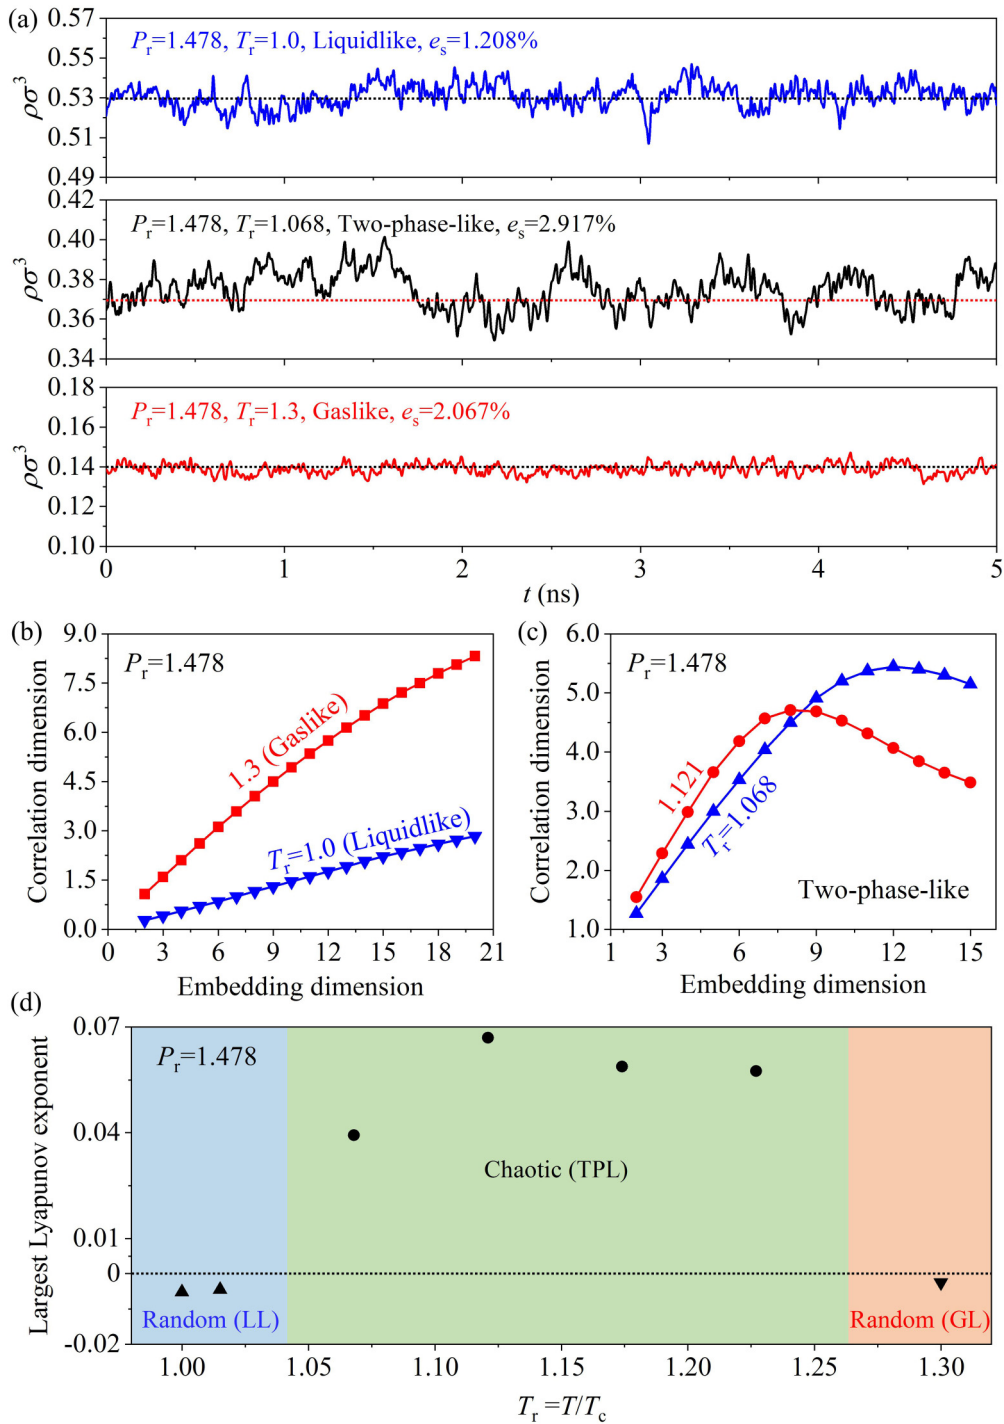 (a)
0.57
0.55
0.53
0.51
0.49
ρσ³
Pr=1.478, Tr=1.0, Liquidlike, es=1.208%
0.42
0.40
0.38
0.36
0.34
ρσ³
Pr=1.478, Tr=1.068, Two-phase-like, es=2.917%
0.18
0.16
0.14
0.12
0.10
ρσ³
Pr=1.478, Tr=1.3, Gaslike, es=2.067%
0 1 2 3 4 5
t (ns)
(b)
9.0
7.5
6.0
4.5
3.0
1.5
0.0
Correlation dimension
Pr=1.478
1.3 (Gaslike)
Tr=1.0 (Liquidlike)
0 3 6 9 12 15 18 21
Embedding dimension
(c)
6.0
5.0
4.0
3.0
2.0
1.0
Correlation dimension
Pr=1.478
1.121
Tr=1.068
Two-phase-like
1 3 6 9 12 15
Embedding dimension
(d)
0.07
0.04
0.01
0
-0.02
Largest Lyapunov exponent
Pr=1.478
Chaotic (TPL)
Random (LL)
Random (GL)
1.00 1.05 1.10 1.15 1.20 1.25 1.30
Tr =T/Tc